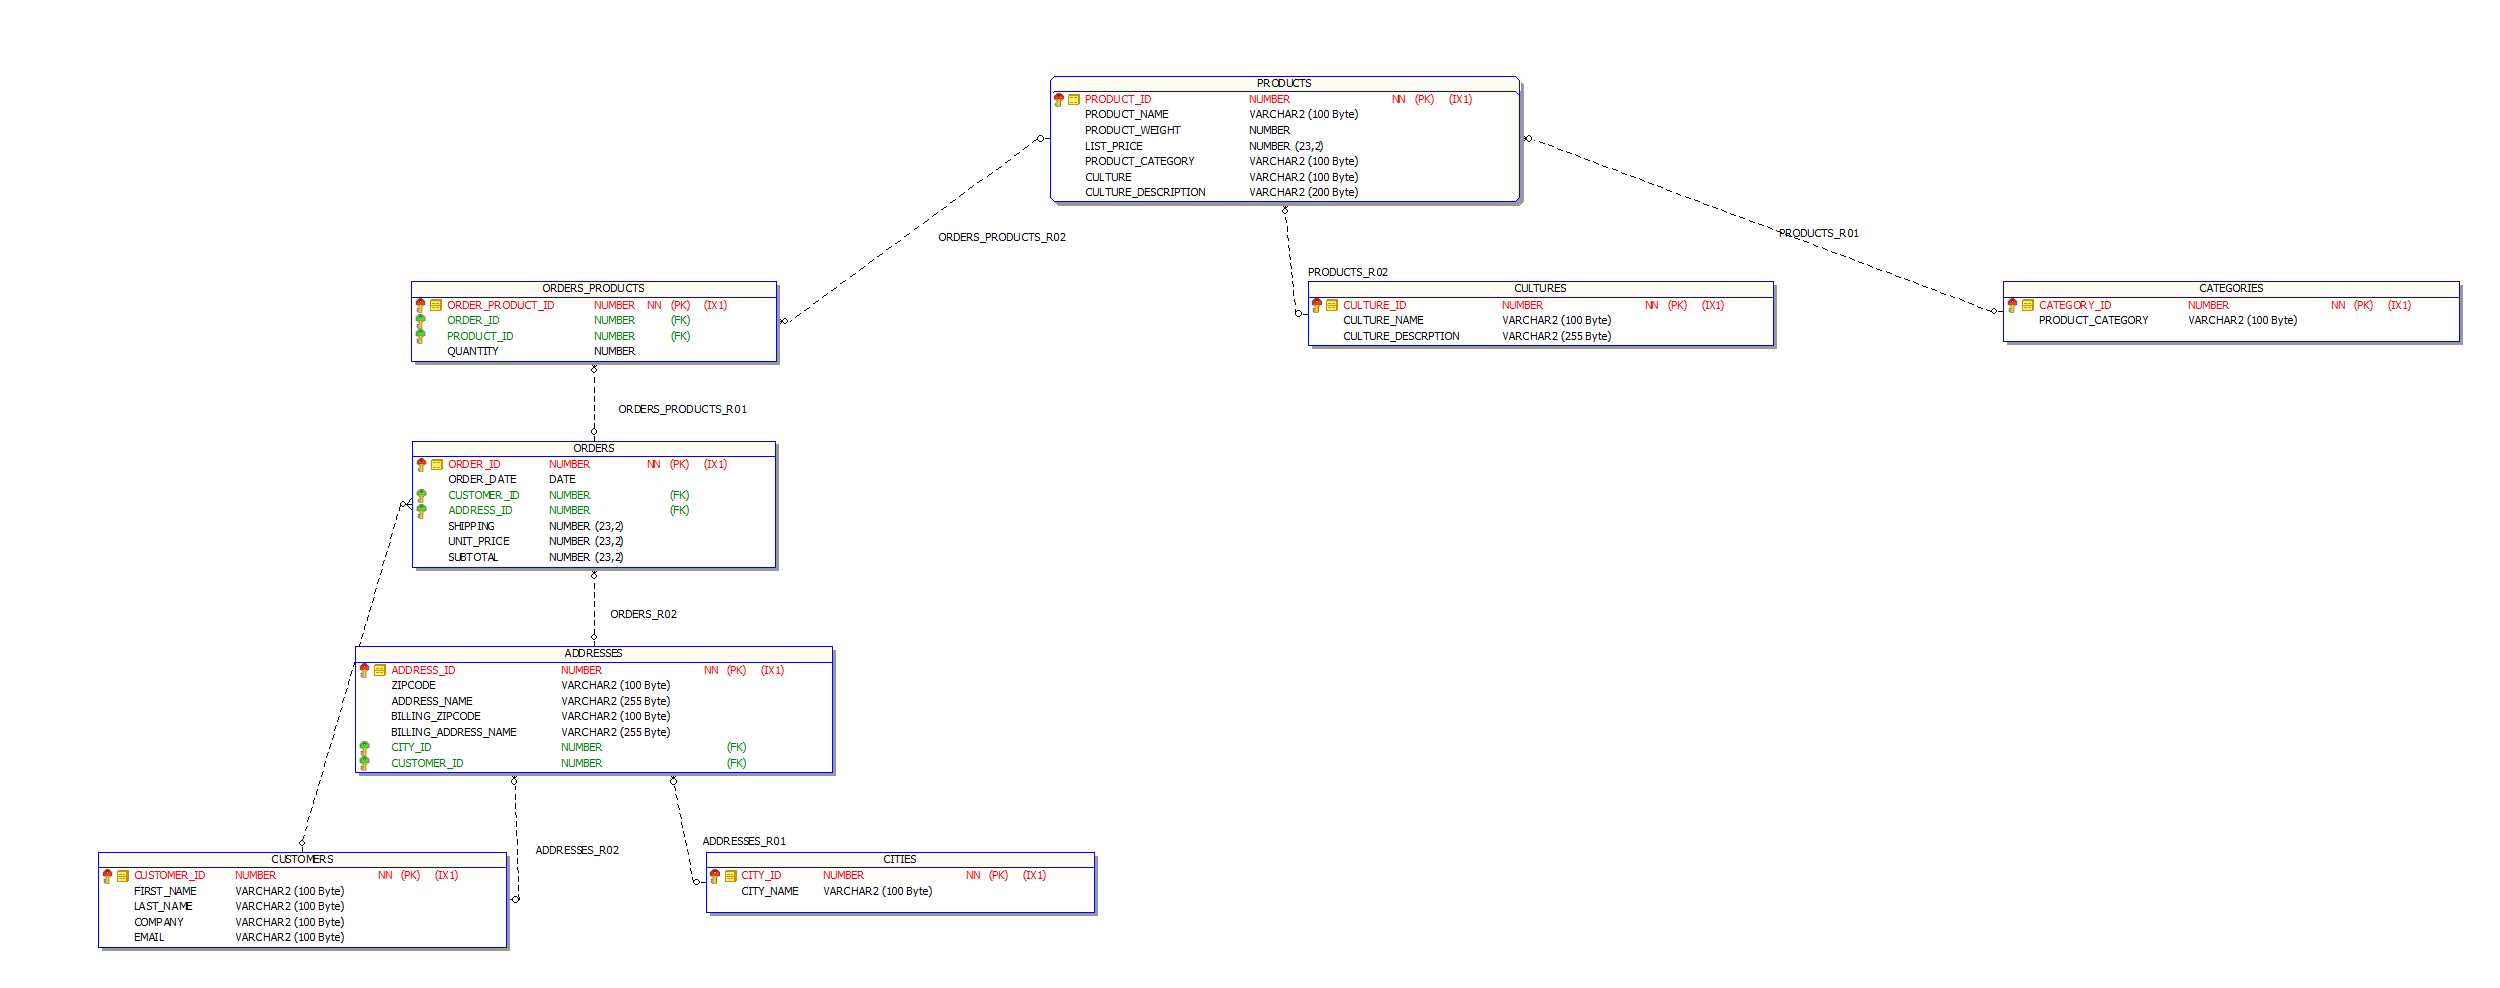 PRODUCTS
PRODUCT_ID NUMBER NN (PK) (IX1)
PRODUCT_NAME VARCHAR2 (100 Byte)
PRODUCT_WEIGHT NUMBER
LIST_PRICE NUMBER (23,2)
PRODUCT_CATEGORY VARCHAR2 (100 Byte)
CULTURE VARCHAR2 (100 Byte)
CULTURE_DESCRIPTION VARCHAR2 (200 Byte)
ORDERS_PRODUCTS_R02
PRODUCTS_R01
PRODUCTS_R02
ORDERS_PRODUCTS
ORDER_PRODUCT_ID NUMBER NN (PK) (IX1)
ORDER_ID NUMBER (FK)
PRODUCT_ID NUMBER (FK)
QUANTITY NUMBER
CULTURES
CULTURE_ID NUMBER NN (PK) (IX1)
CULTURE_NAME VARCHAR2 (100 Byte)
CULTURE_DESCRPTION VARCHAR2 (255 Byte)
CATEGORIES
CATEGORY_ID NUMBER NN (PK) (IX1)
PRODUCT_CATEGORY VARCHAR2 (100 Byte)
ORDERS_PRODUCTS_R01
ORDERS
ORDER_ID NUMBER NN (PK) (IX1)
ORDER_DATE DATE
CUSTOMER_ID NUMBER (FK)
ADDRESS_ID NUMBER (FK)
SHIPPING NUMBER (23,2)
UNIT_PRICE NUMBER (23,2)
SUBTOTAL NUMBER (23,2)
ORDERS_R02
ADDRESSES
ADDRESS_ID NUMBER NN (PK) (IX1)
ZIPCODE VARCHAR2 (100 Byte)
ADDRESS_NAME VARCHAR2 (255 Byte)
BILLING_ZIPCODE VARCHAR2 (100 Byte)
BILLING_ADDRESS_NAME VARCHAR2 (255 Byte)
CITY_ID NUMBER (FK)
CUSTOMER_ID NUMBER (FK)
ADDRESSES_R02
ADDRESSES_R01
CUSTOMERS
CUSTOMER_ID NUMBER NN (PK) (IX1)
FIRST_NAME VARCHAR2 (100 Byte)
LAST_NAME VARCHAR2 (100 Byte)
COMPANY VARCHAR2 (100 Byte)
EMAIL VARCHAR2 (100 Byte)
CITIES
CITY_ID NUMBER NN (PK) (IX1)
CITY_NAME VARCHAR2 (100 Byte)